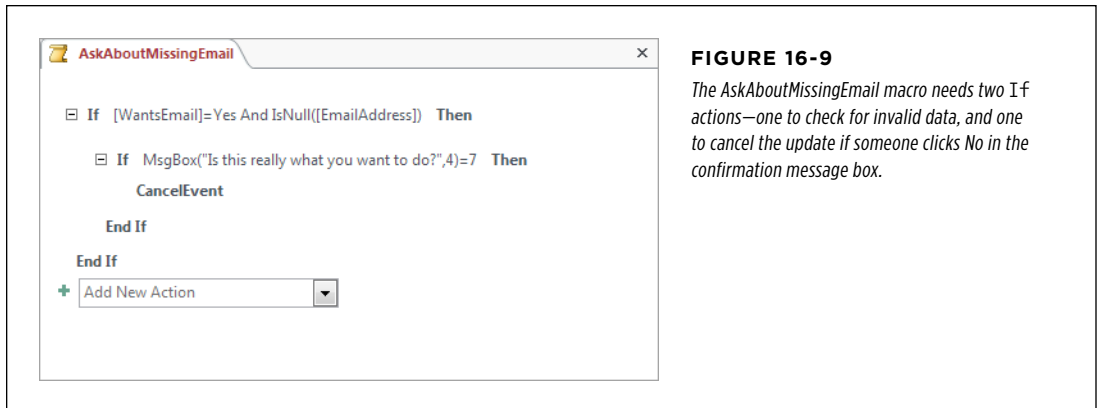 AskAboutMissingEmail
If [WantsEmail]=Yes And IsNull([EmailAddress]) Then
If MsgBox("Is this really what you want to do?",4)=7 Then
CancelEvent
End If
End If
Add New Action
FIGURE 16-9
The AskAboutMissingEmail macro needs two If
actions—one to check for invalid data, and one
to cancel the update if someone clicks No in the
confirmation message box.